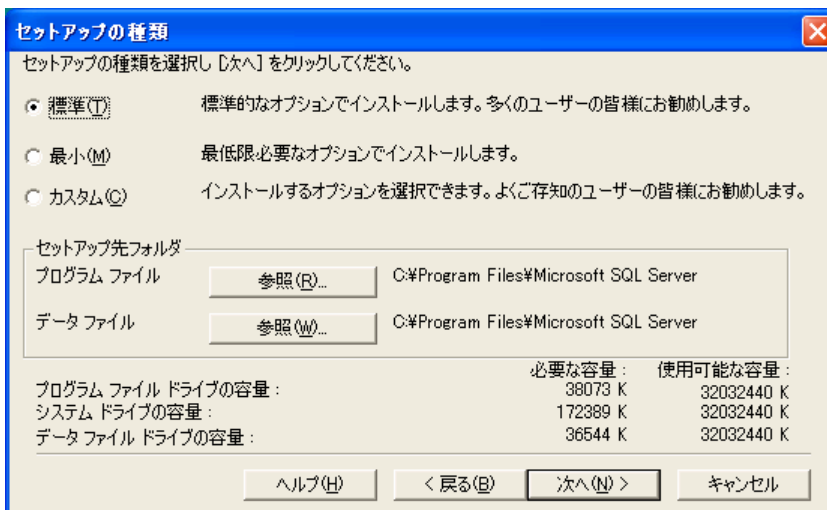 セットアップの種類
セットアップの種類を選択し [次へ] をクリックしてください。
標準(T) 標準的なオプションでインストールします。多くのユーザーの皆様にお勧めします。
最小(M) 最低限必要なオプションでインストールします。
カスタム(C) インストールするオプションを選択できます。よくご存知のユーザーの皆様にお勧めします。
セットアップ先フォルダ
プログラム ファイル 参照(R)... C:¥Program Files¥Microsoft SQL Server
データ ファイル 参照(W)... C:¥Program Files¥Microsoft SQL Server
必要な容量 : 使用可能な容量 :
プログラム ファイル ドライブの容量 : 38073 K 32032440 K
システム ドライブの容量 : 172389 K 32032440 K
データ ファイル ドライブの容量 : 36544 K 32032440 K
ヘルプ(H) < 戻る(B) 次へ(N) > キャンセル